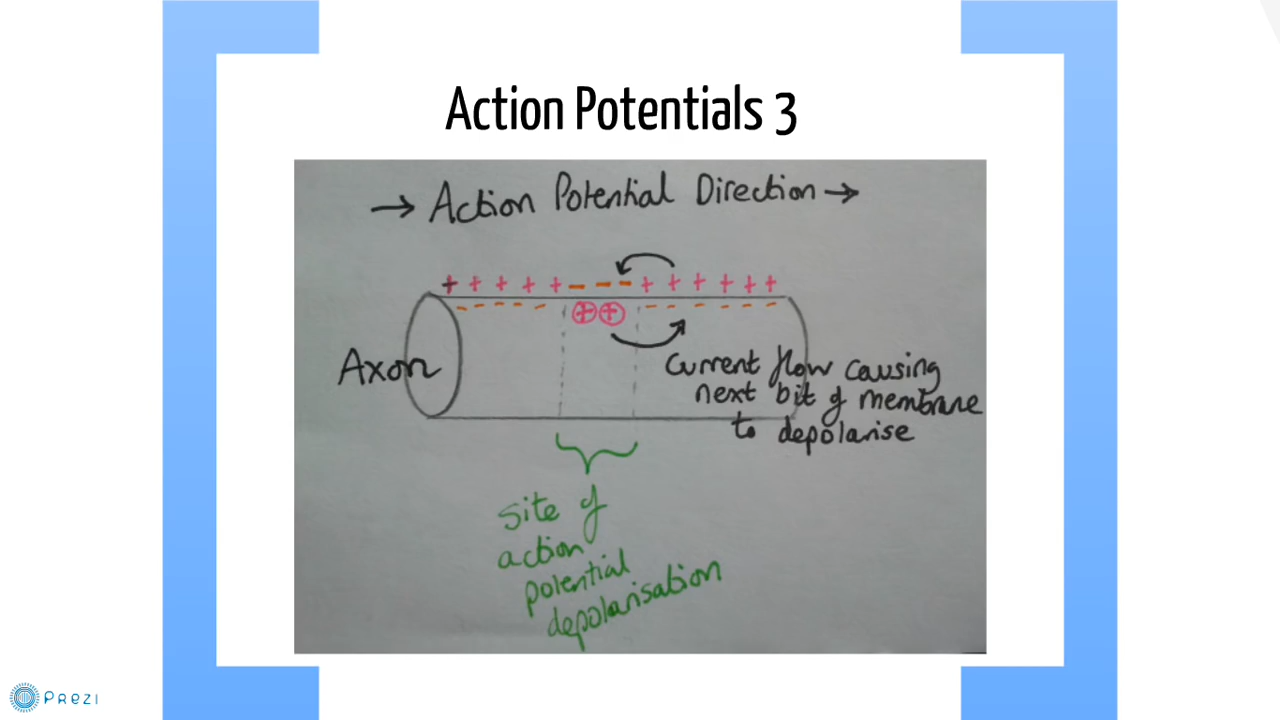 Action Potentials 3
→ Action Potential Direction →
+ + + + + - - - + + + + + +
- - - - - + + - - - - - -
Axon
Current flow causing
next bit of membrane
to depolarise
site of
action
potential
depolarisation
Prezi